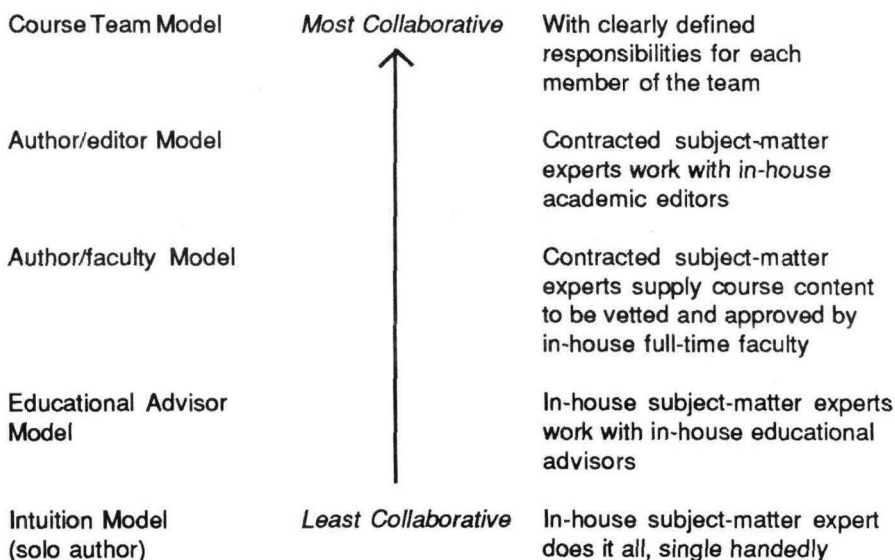 Course Team Model Most Collaborative With clearly defined
responsibilities for each
member of the team
Author/editor Model Contracted subject-matter
experts work with in-house
academic editors
Author/faculty Model Contracted subject-matter
experts supply course content
to be vetted and approved by
in-house full-time faculty
Educational Advisor In-house subject-matter experts
Model work with in-house educational
advisors
Intuition Model Least Collaborative In-house subject-matter expert
(solo author) does it all, single handedly